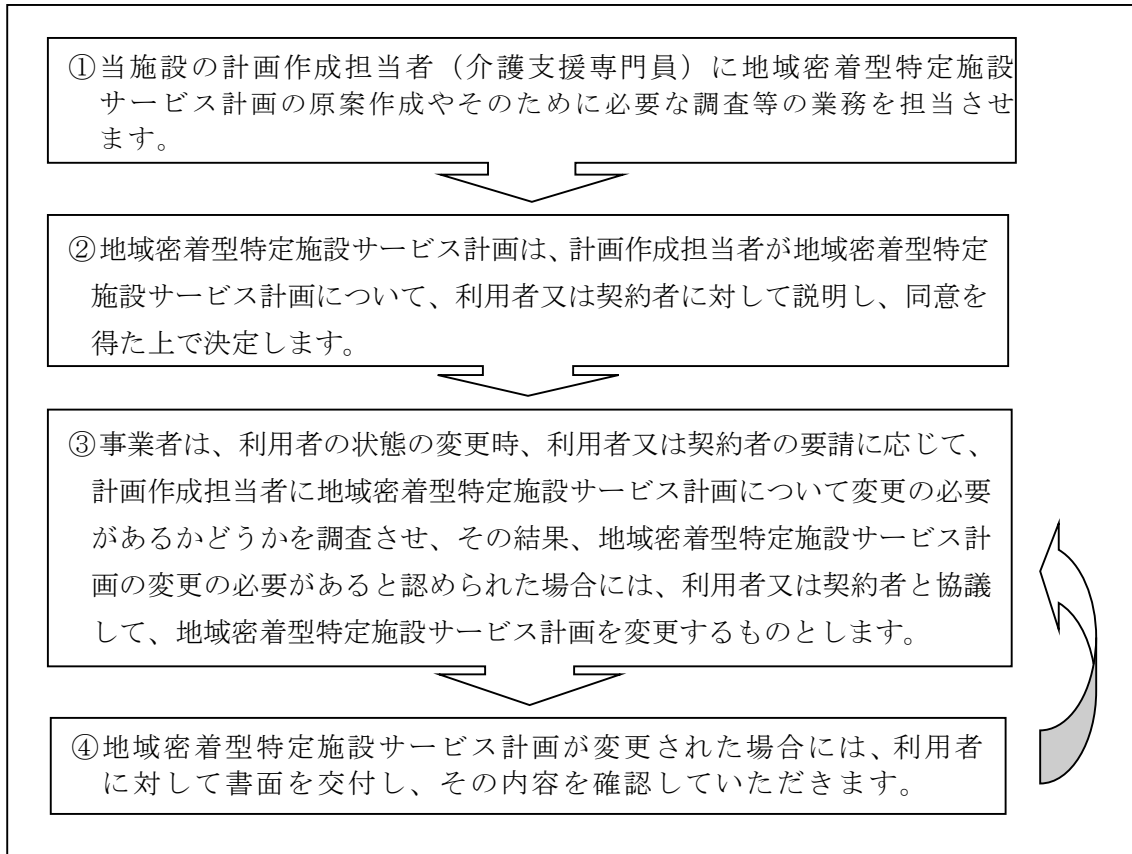 ①当施設の計画作成担当者（介護支援専門員）に地域密着型特定施設
サービス計画の原案作成やそのために必要な調査等の業務を担当させ
ます。
②地域密着型特定施設サービス計画は、計画作成担当者が地域密着型特定
施設サービス計画について、利用者又は契約者に対して説明し、同意を
得た上で決定します。
③事業者は、利用者の状態の変更時、利用者又は契約者の要請に応じて、
計画作成担当者に地域密着型特定施設サービス計画について変更の必要
があるかどうかを調査させ、その結果、地域密着型特定施設サービス計
画の変更の必要があると認められた場合には、利用者又は契約者と協議
して、地域密着型特定施設サービス計画を変更するものとします。
④地域密着型特定施設サービス計画が変更された場合には、利用者
に対して書面を交付し、その内容を確認していただきます。